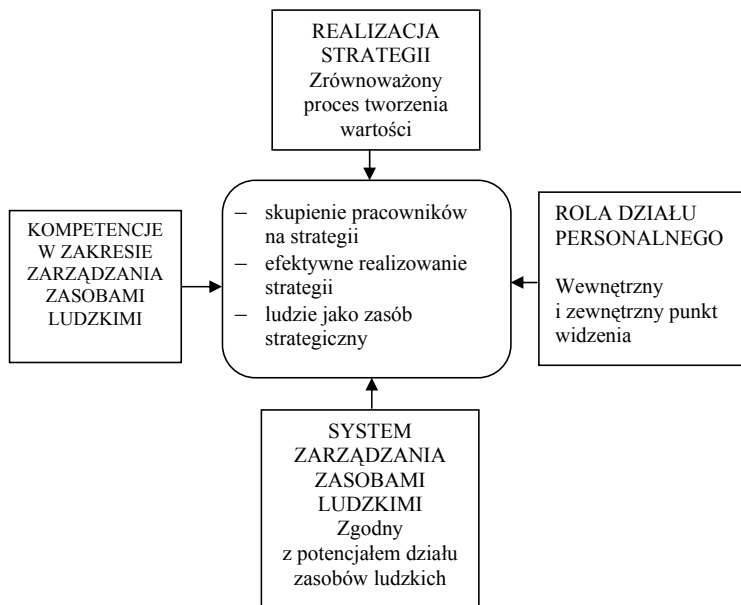 REALIZACJA
STRATEGII
Zrównoważony
proces tworzenia
wartości
KOMPETENCJE
W ZAKRESIE
ZARZĄDZANIA
ZASOBAMI
LUDZKIMI
– skupienie pracowników
na strategii
– efektywne realizowanie
strategii
– ludzie jako zasób
strategiczny
ROLA DZIAŁU
PERSONALNEGO
Wewnętrzny
i zewnętrzny punkt
widzenia
SYSTEM
ZARZĄDZANIA
ZASOBAMI
LUDZKIMI
Zgodny
z potencjałem działu
zasobów ludzkich